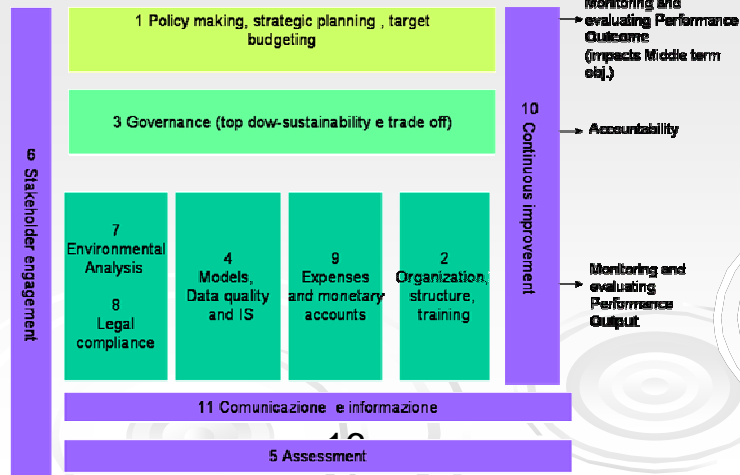 1 Policy making, strategic planning , target
budgeting
3 Governance (top dow-sustainability e trade off)
6 Stakeholder engagement
7
Environmental
Analysis
8
Legal
compliance
4
Models,
Data quality
and IS
9
Expenses
and monetary
accounts
2
Organization,
structure,
training
10 Continuous improvement
Monitoring and
evaluating Performance
Outcome
(impacts Middle term
obj.)
Accountability
Monitoring and
evaluating
Performance
Output
11 Comunicazione e informazione
5 Assessment